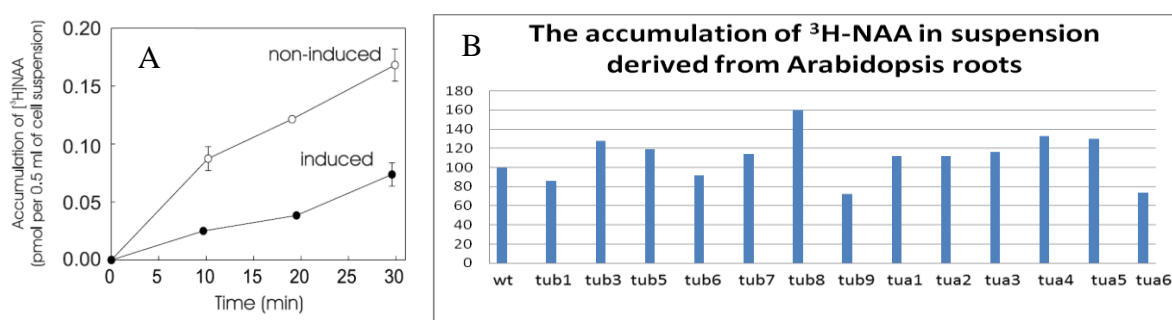 A
non-induced
induced
Accumulation of [³H]NAA
(pmol per 0.5 ml of cell suspension)
0.20
0.15
0.10
0.05
0.00
0 5 10 15 20 25 30
Time (min)
B
The accumulation of ³H-NAA in suspension
derived from Arabidopsis roots
180
160
140
120
100
80
60
40
20
0
wt tub1 tub3 tub5 tub6 tub7 tub8 tub9 tua1 tua2 tua3 tua4 tua5 tua6